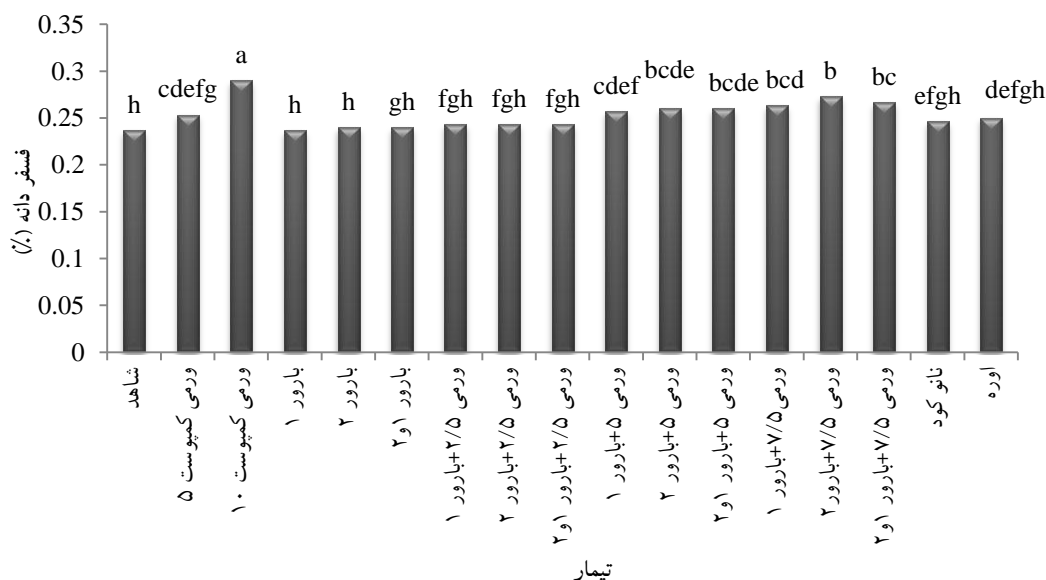 فسفر دانه (%)
0.35
0.3
0.25
0.2
0.15
0.1
0.05
0
h
cdefg
a
h
h
gh
fgh
fgh
fgh
cdef
bcde
bcde
bcd
b
bc
efgh
defgh
شاهد
ورمی کمپوست ۵
ورمی کمپوست ۱۰
بارور ۱
بارور ۲
بارور ۱و۲
ورمی ۲/۵+بارور ۱
ورمی ۲/۵+بارور ۲
ورمی ۲/۵+بارور ۱و۲
ورمی ۵+بارور ۱
ورمی ۵+بارور ۲
ورمی ۵+بارور ۱و۲
ورمی۷/۵+بارور ۱
ورمی ۷/۵+بارور۲
ورمی ۷/۵+بارور ۱و۲
نانو کود
اوره
تیمار